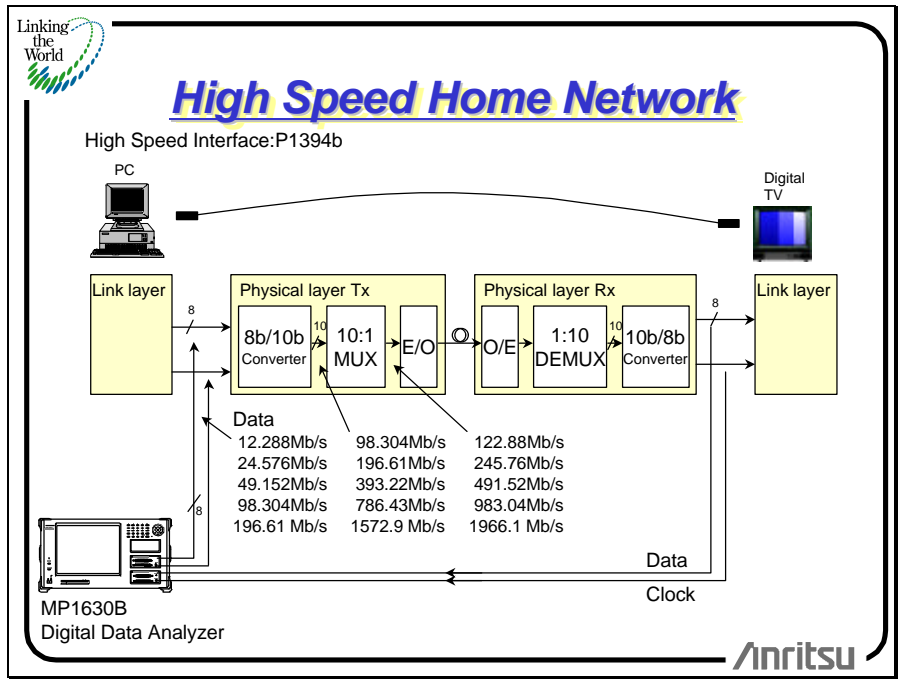 Linking
the
World
High Speed Home Network
High Speed Interface:P1394b
PC
Digital
TV
Link layer
8
Physical layer Tx
8b/10b
Converter
10
10:1
MUX
E/O
Physical layer Rx
O/E
1:10
DEMUX
10
10b/8b
Converter
8
Link layer
Data
12.288Mb/s 98.304Mb/s 122.88Mb/s
24.576Mb/s 196.61Mb/s 245.76Mb/s
49.152Mb/s 393.22Mb/s 491.52Mb/s
98.304Mb/s 786.43Mb/s 983.04Mb/s
196.61 Mb/s 1572.9 Mb/s 1966.1 Mb/s
8
Data
Clock
MP1630B
Digital Data Analyzer
Anritsu